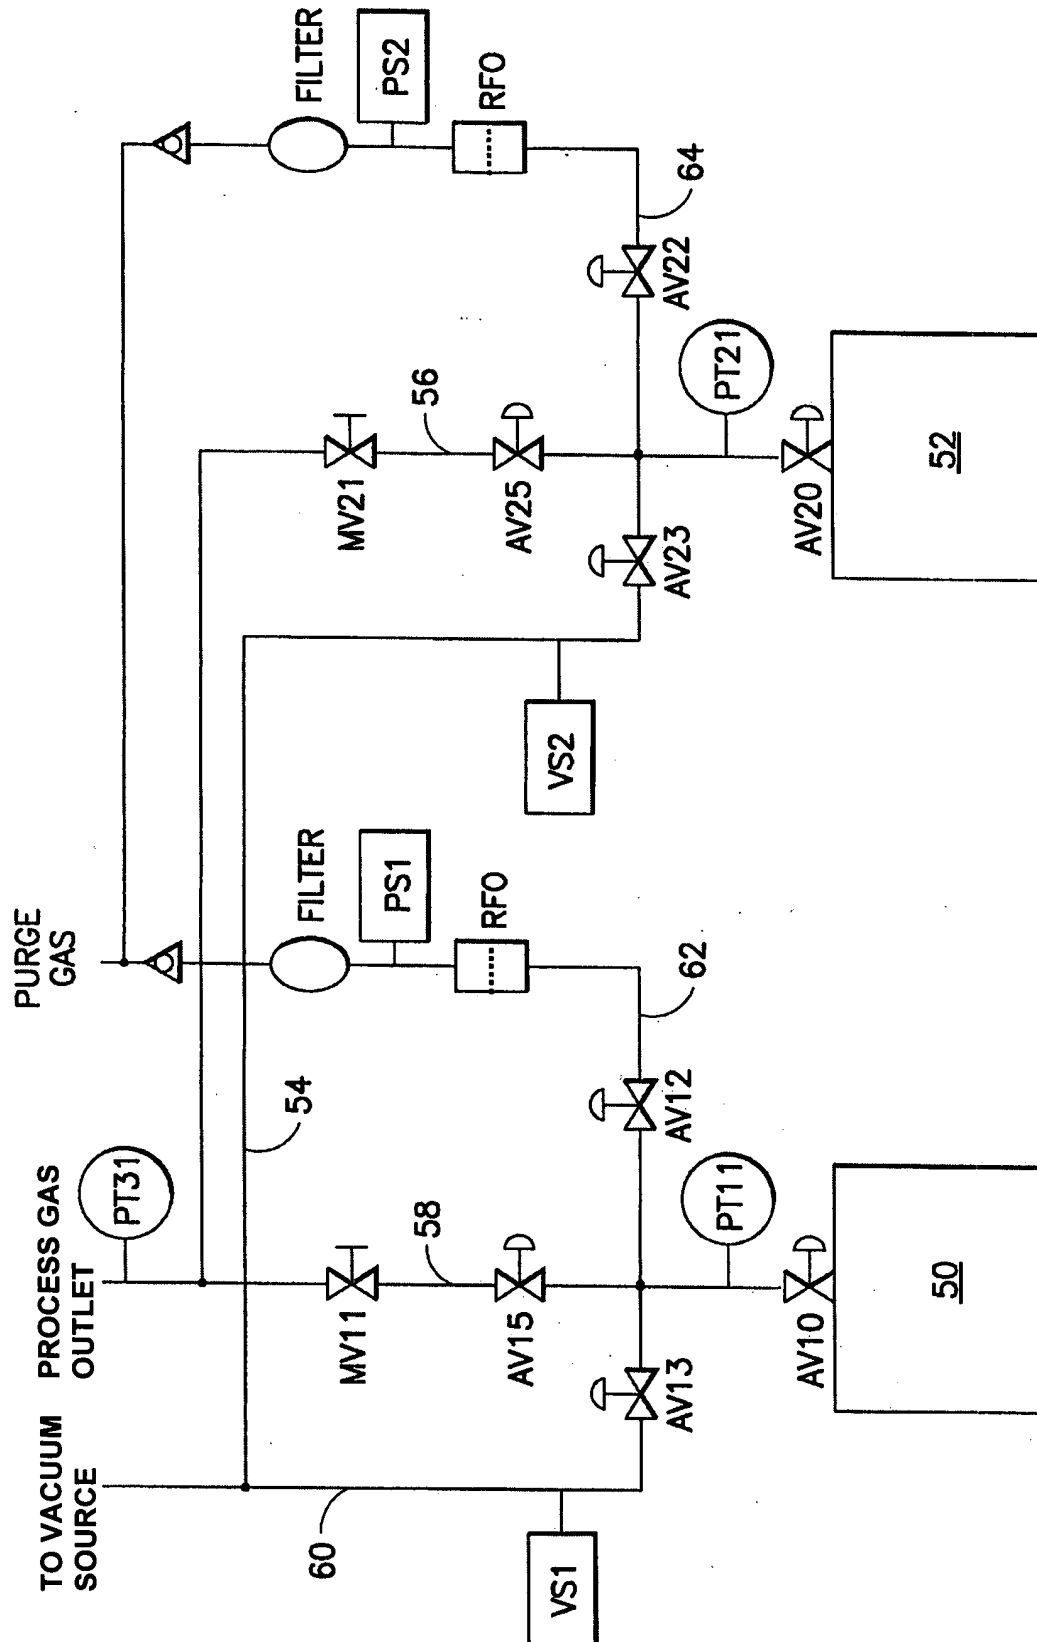 TO VACUUM
SOURCE
PROCESS GAS
OUTLET
PURGE
GAS
PT31
54
60
58
56
MV11
MV21
AV15
AV25
FILTER
FILTER
PS1
PS2
RFO
RFO
62
64
VS1
VS2
AV13
AV12
AV23
AV22
PT11
PT21
AV10
AV20
50
52